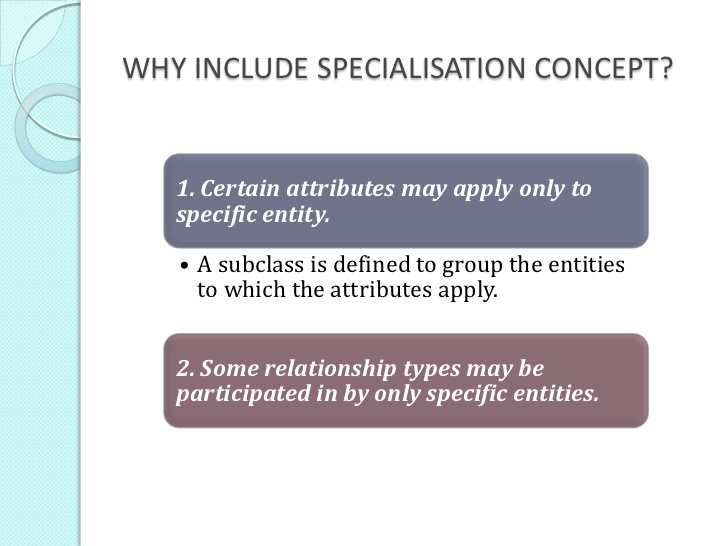 WHY INCLUDE SPECIALISATION CONCEPT?
1. Certain attributes may apply only to
specific entity.
• A subclass is defined to group the entities
to which the attributes apply.
2. Some relationship types may be
participated in by only specific entities.